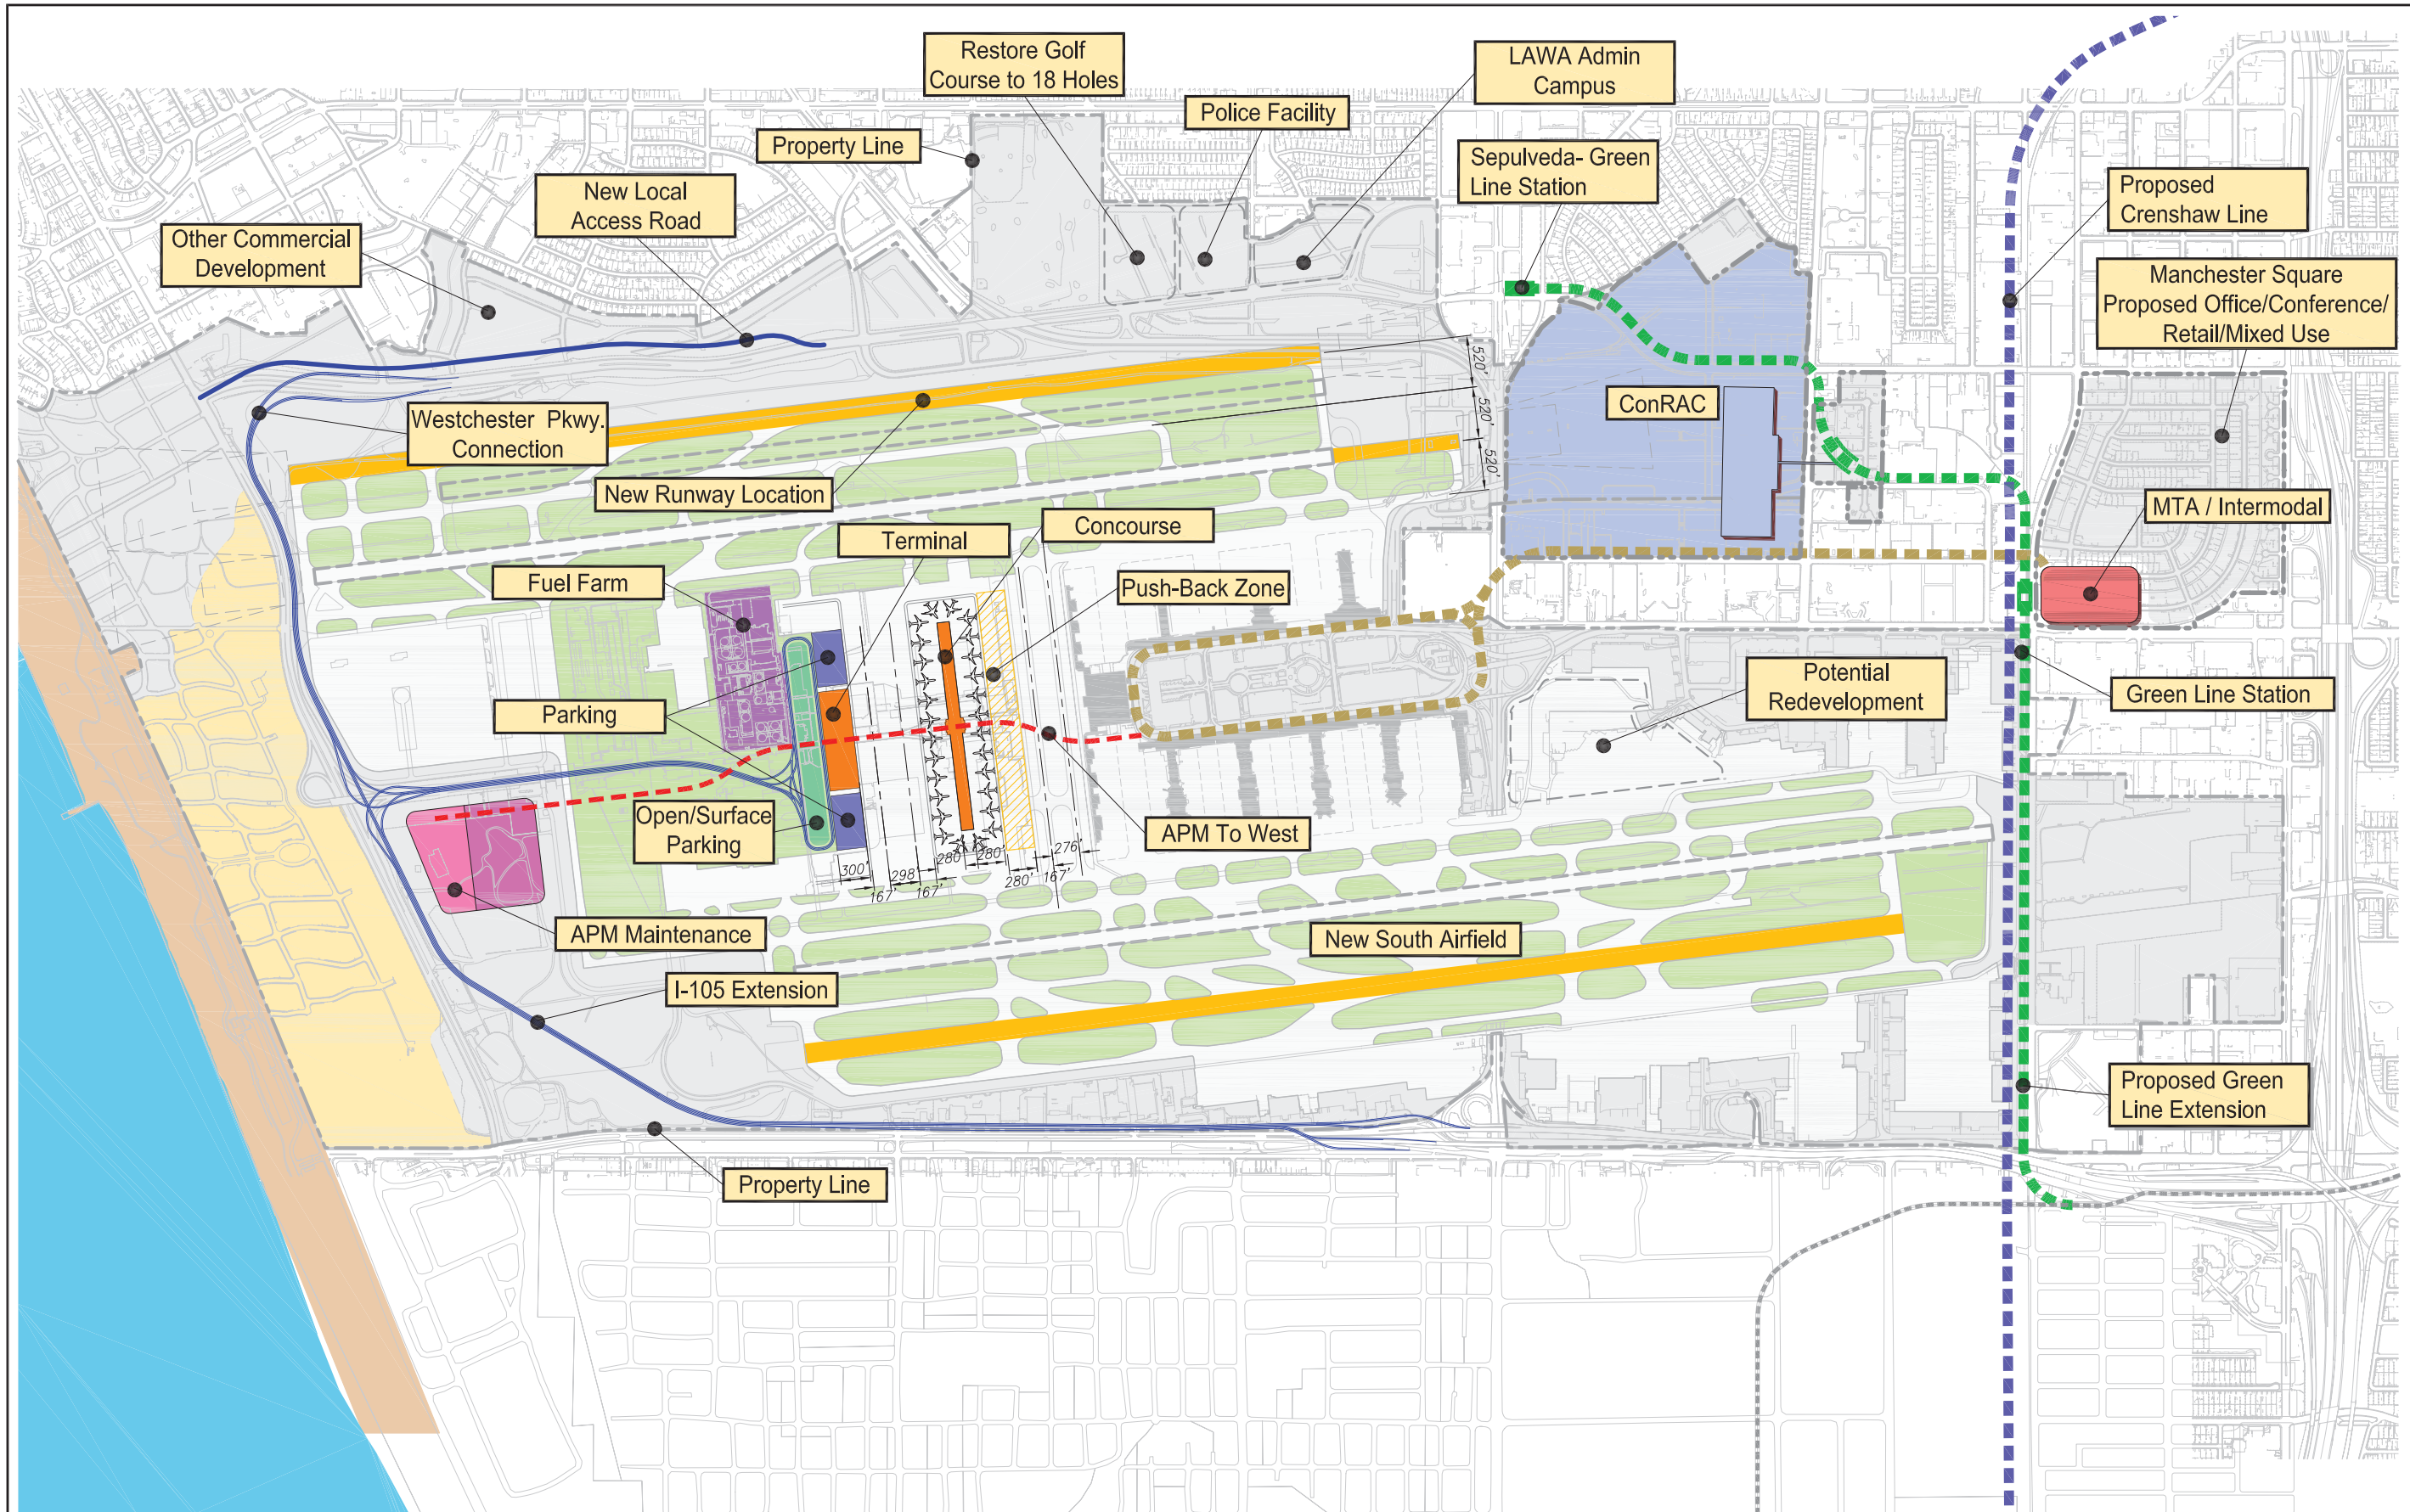 Restore Golf
Course to 18 Holes
LAWA Admin
Campus
Police Facility
Property Line
Sepulveda- Green
Line Station
New Local
Access Road
Proposed
Crenshaw Line
Other Commercial
Development
Manchester Square
Proposed Office/Conference/
Retail/Mixed Use
520'
520'
520'
ConRAC
Westchester Pkwy.
Connection
New Runway Location
MTA / Intermodal
Terminal
Concourse
Fuel Farm
Push-Back Zone
Potential
Redevelopment
Green Line Station
Parking
Open/Surface
Parking
APM To West
300'
167'
298'
167'
280'
280'
280'
167'
276'
APM Maintenance
New South Airfield
I-105 Extension
Proposed Green
Line Extension
Property Line